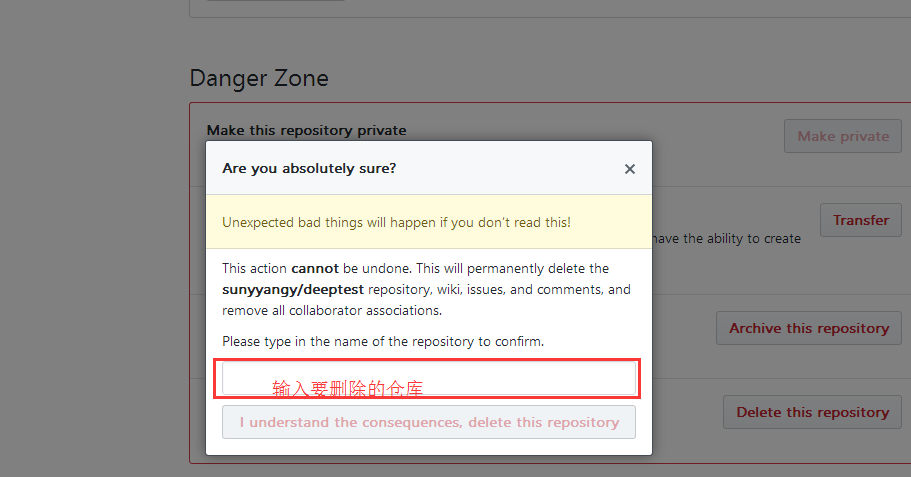 Danger Zone
Make this repository private
Make private
Are you absolutely sure?
Unexpected bad things will happen if you don't read this!
Transfer
have the ability to create
This action cannot be undone. This will permanently delete the
sunyyangy/deeptest repository, wiki, issues, and comments, and
remove all collaborator associations.
Archive this repository
Please type in the name of the repository to confirm.
输入要删除的仓库
Delete this repository
I understand the consequences, delete this repository